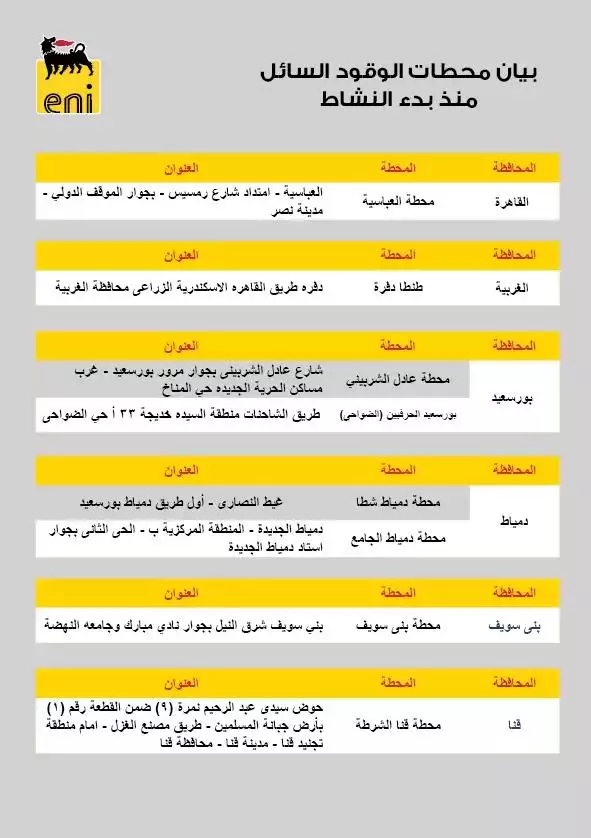 eni
بيان محطات الوقود السائل
منذ بدء النشاط
المحافظة المحطة العنوان
القاهرة محطة العباسية العباسية - امتداد شارع رمسيس - بجوار الموقف الدولي -
مدينة نصر
المحافظة المحطة العنوان
الغربية طنطا دفرة دفره طريق القاهره الاسكندرية الزراعى محافظة الغربية
المحافظة المحطة العنوان
بورسعيد
محطة عادل الشربيني شارع عادل الشربينى بجوار مرور بورسعيد - غرب
مساكن الحرية الجديده حي المناخ
بورسعيد الحرفيين (الضواحى) طريق الشاحنات منطقة السيده خديجة ٣٣ أ حي الضواحى
المحافظة المحطة العنوان
دمياط
محطة دمياط شطا غيط النصارى - أول طريق دمياط بورسعيد
محطة دمياط الجامع دمياط الجديدة - المنطقة المركزية ب - الحى الثانى بجوار
استاد دمياط الجديدة
المحافظة المحطة العنوان
بنى سويف محطة بنى سويف بني سويف شرق النيل بجوار نادي مبارك وجامعه النهضة
المحافظة المحطة العنوان
قنا محطة قنا الشرطة حوض سيدى عبد الرحيم نمرة (٩) ضمن القطعة رقم (١)
بأرض جبانة المسلمين - طريق مصنع الغزل - امام منطقة
تجنيد قنا - مدينة قنا - محافظة قنا